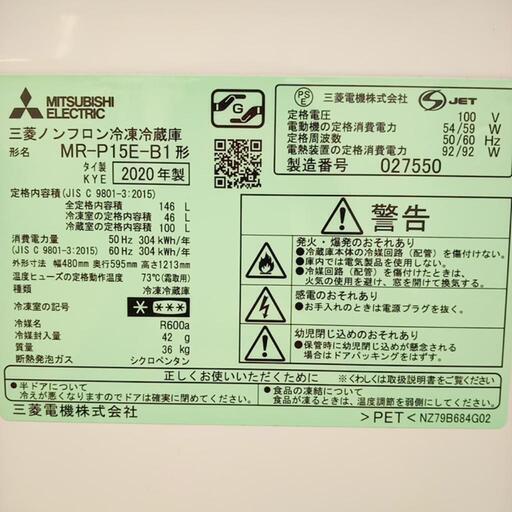 MITSUBISHI
ELECTRIC
G
三菱ノンフロン冷凍冷蔵庫
形名 MR-P15E-B1形
タイ製
KYE
2020年製
定格内容積(JIS C 9801-3:2015)
全定格内容積 146 L
冷凍室の定格内容積 46 L
冷蔵室の定格内容積 100 L
消費電力量 50 Hz 304 kWh/年
(JIS C 9801-3:2015) 60 Hz 304 kWh/年
外形寸法 幅480mm 奥行595mm 高さ1213mm
温度ヒューズの定格動作温度 73℃(霜取用)
種類 冷凍冷蔵庫
冷凍室の記号
冷媒名 R600a
冷媒封入量 42 g
質量 36 kg
断熱発泡ガス シクロペンタン
PS
E
三菱電機株式会社
S JET
定格電圧 100 V
電動機の定格消費電力 54/59 W
定格周波数 50/60 Hz
電熱装置の定格消費電力 92/92 W
製造番号 027550
警告
発火・爆発のおそれあり
●冷蔵庫本体の冷媒回路(配管)を傷付けない。
●庫内では電気製品を使用しない。
●冷媒回路(配管)を傷付けたときは、
火気の使用を避け、窓を開けて換気する。
感電のおそれあり
●お手入れのときは電源プラグを抜く。
幼児閉じ込めのおそれあり
●保管時に幼児閉じ込めが懸念される
場合はドアパッキングをはずす。
正しくお使いいただくために ※くわしくは取扱説明書をご覧ください。
●半ドアについて
冷えが悪くなりますのでドアは確実に閉めてください。
●食品の凍結について
食品が凍るときは、温度調節を弱側にしてください。
三菱電機株式会社
>PET< NZ79B684G02